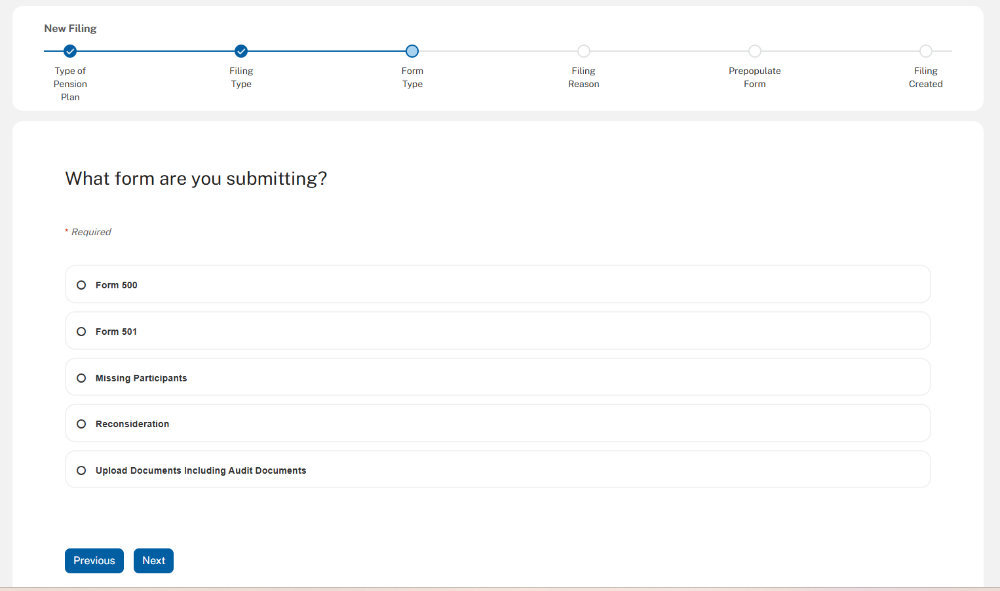 New Filing
Type of
Pension
Plan
Filing
Type
Form
Type
Filing
Reason
Prepopulate
Form
Filing
Created
What form are you submitting?
* Required
Form 500
Form 501
Missing Participants
Reconsideration
Upload Documents Including Audit Documents
Previous
Next